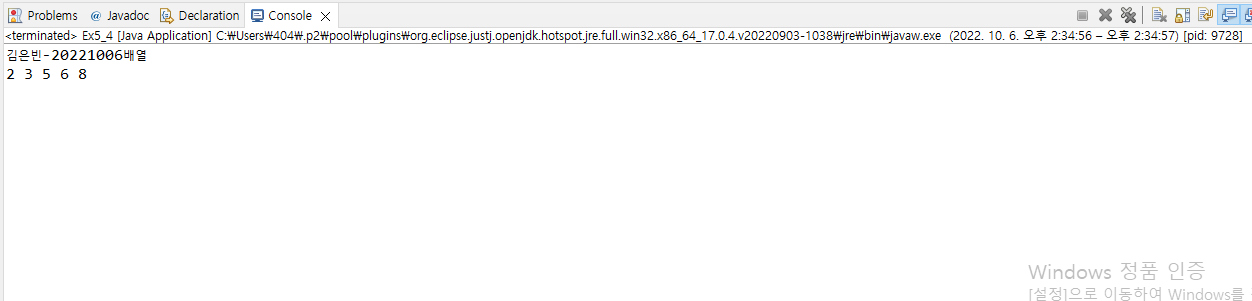 Problems @ Javadoc Declaration Console
<terminated> Ex5_4 [Java Application] C:₩Users₩404₩.p2₩pool₩plugins₩org.eclipse.justj.openjdk.hotspot.jre.full.win32.x86_64_17.0.4.v20220903-1038₩jre₩bin₩javaw.exe (2022. 10. 6. 오후 2:34:56 – 오후 2:34:57) [pid: 9728]
김은빈-20221006배열
2 3 5 6 8
Windows 정품 인증
[설정]으로 이동하여 Windows를